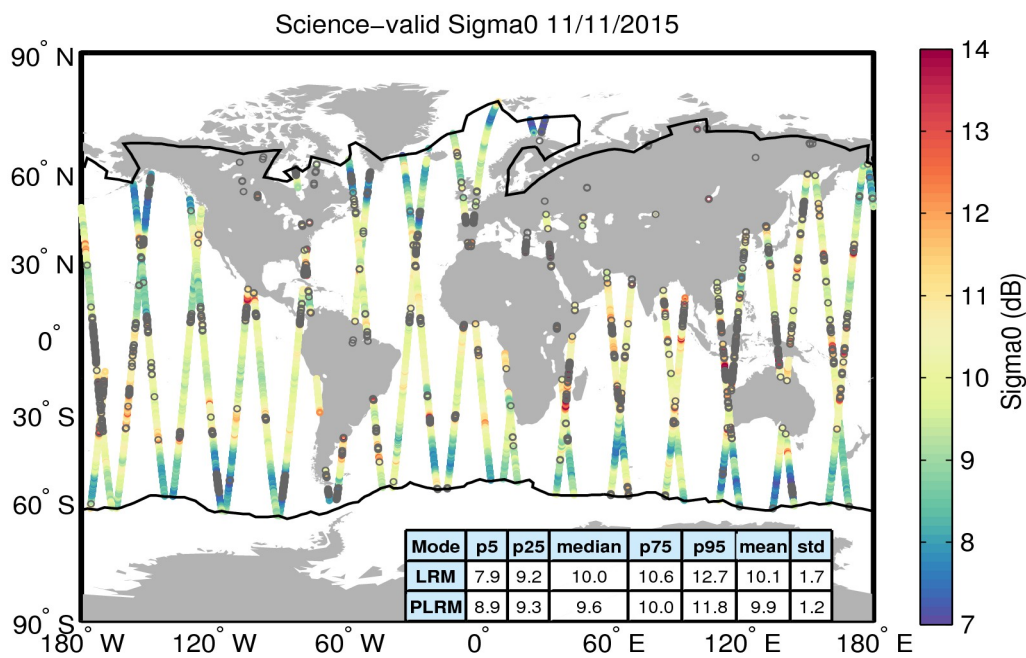 Science−valid Sigma0 11/11/2015
90° N
60° N
30° N
0°
30° S
60° S
90° S
180° W
120° W
60° W
0°
60° E
120° E
180° E
14
13
12
11
10
9
8
7
Sigma0 (dB)
Mode p5 p25 median p75 p95 mean std
LRM 7.9 9.2 10.0 10.6 12.7 10.1 1.7
PLRM 8.9 9.3 9.6 10.0 11.8 9.9 1.2